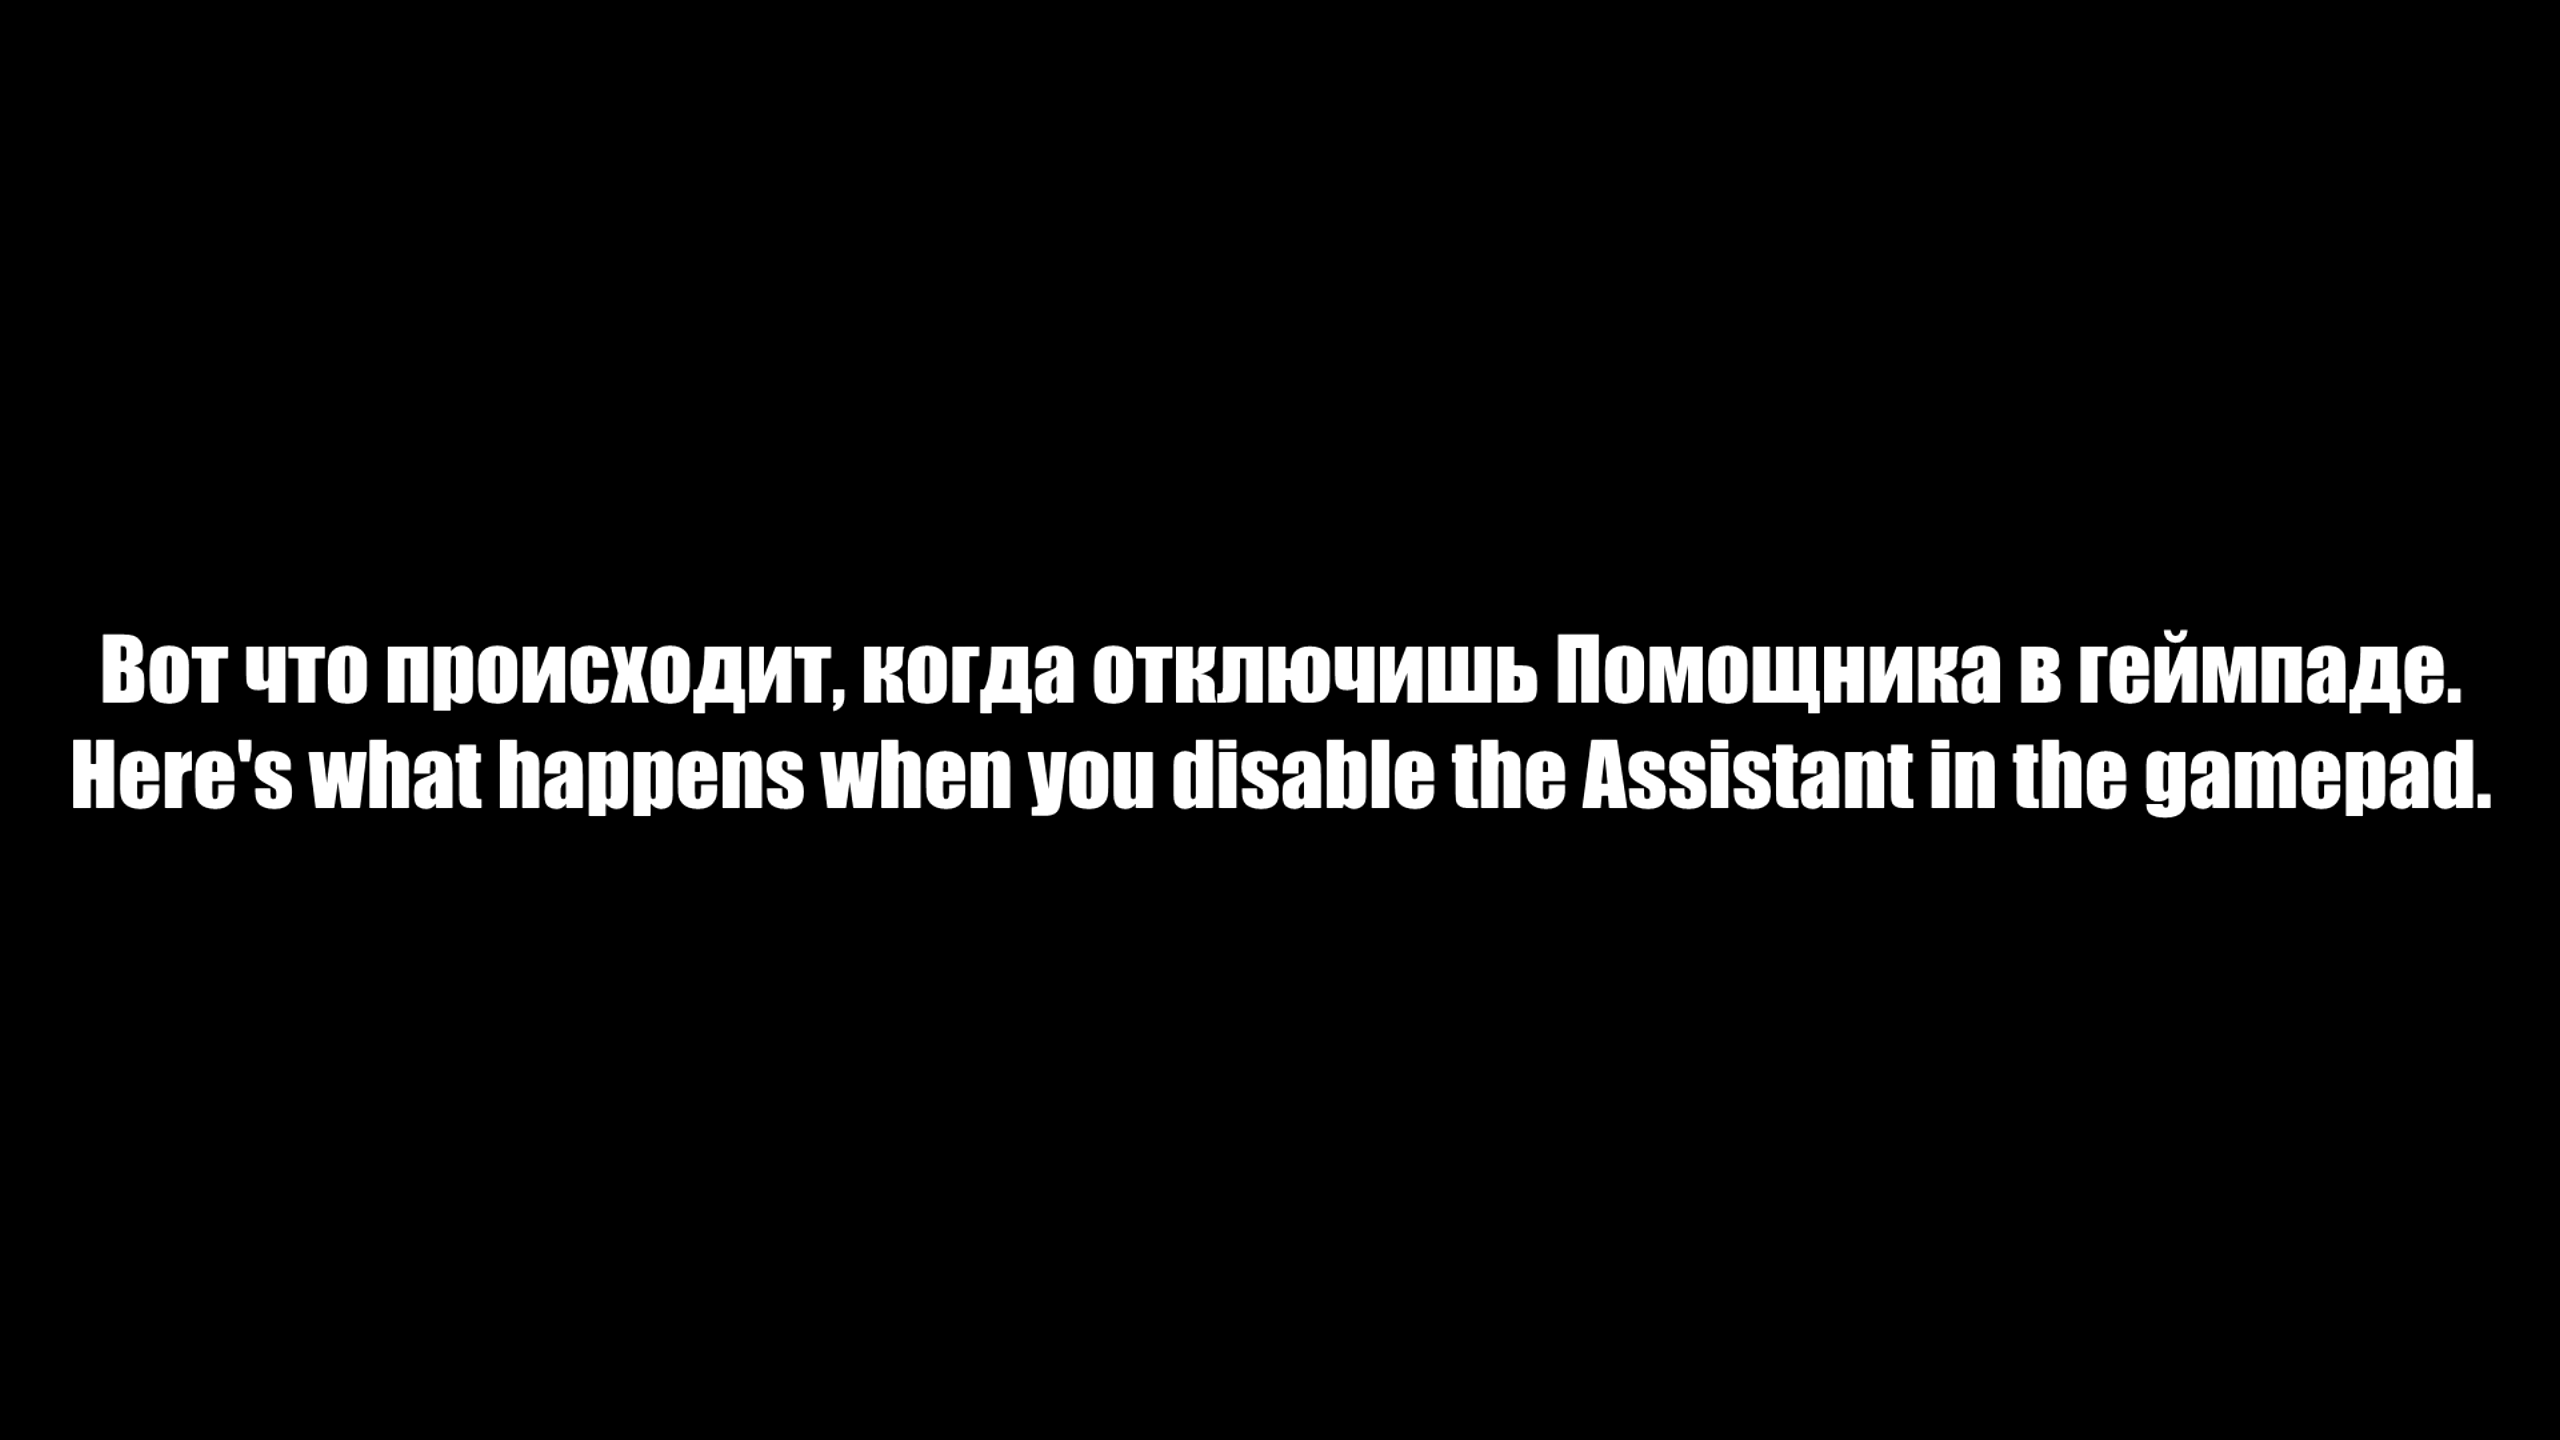 Вот что происходит, когда отключишь Помощника в геймпаде.
Here's what happens when you disable the Assistant in the gamepad.